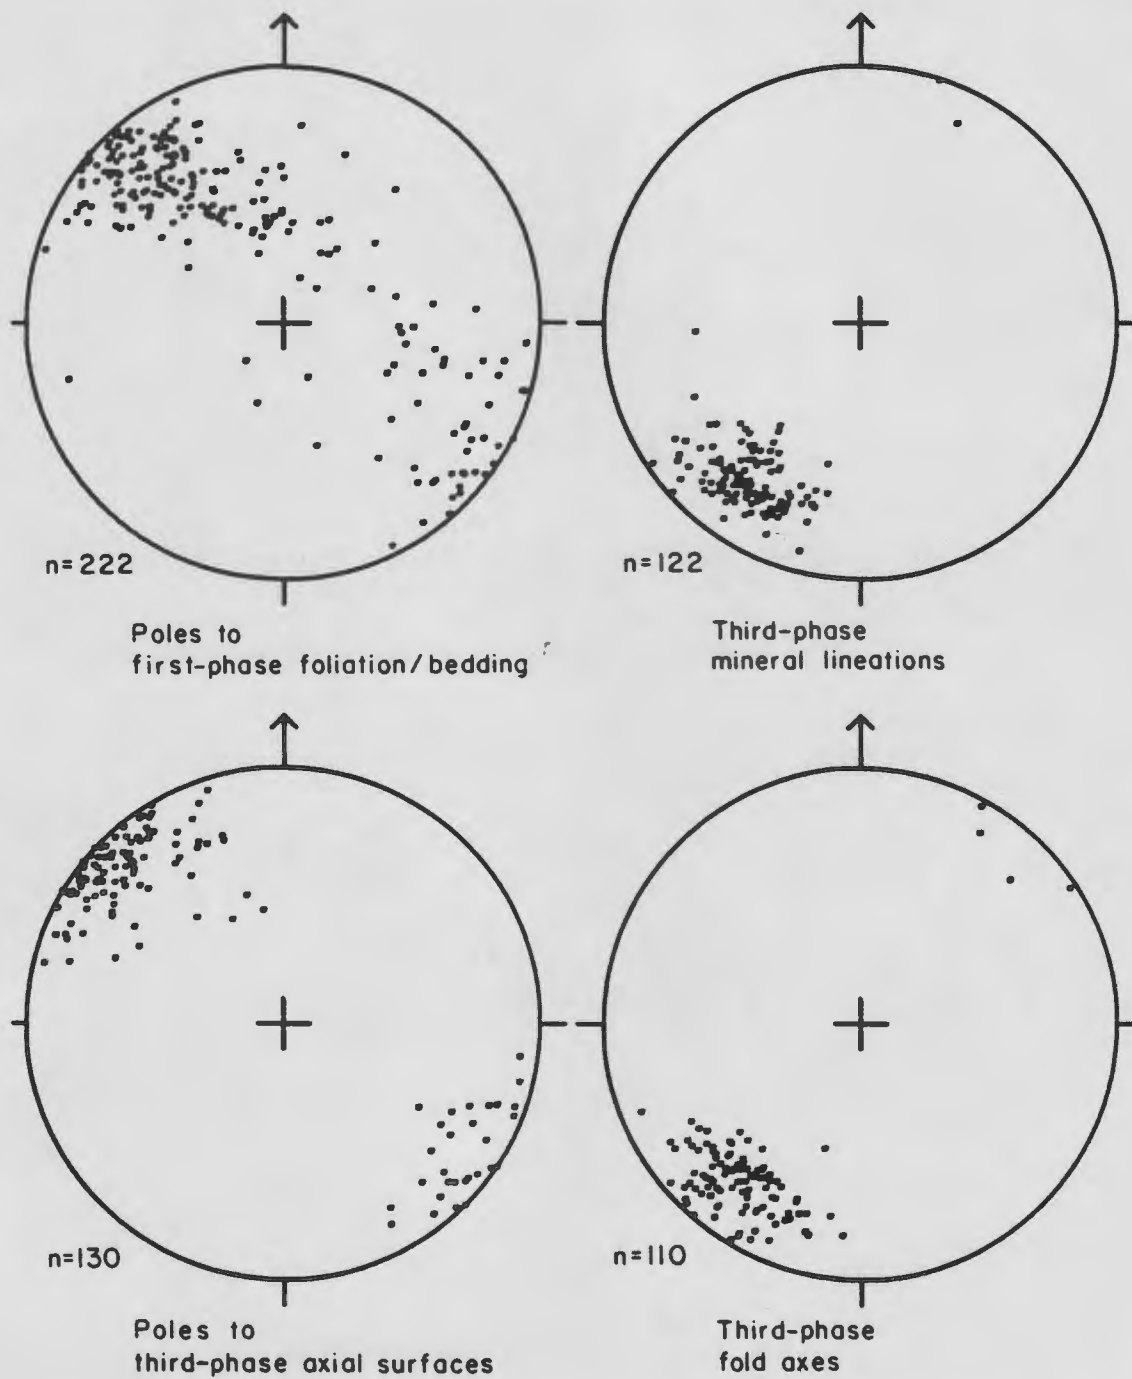 n=222
Poles to
first-phase foliation/bedding
n=122
Third-phase
mineral lineations
n=130
Poles to
third-phase axial surfaces
n=110
Third-phase
fold axes